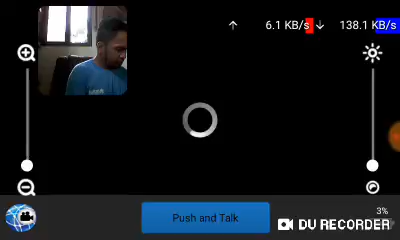 ↑ 6.1 KB/s ↓ 138.1 KB/s
3%
Push and Talk
DU RECORDER